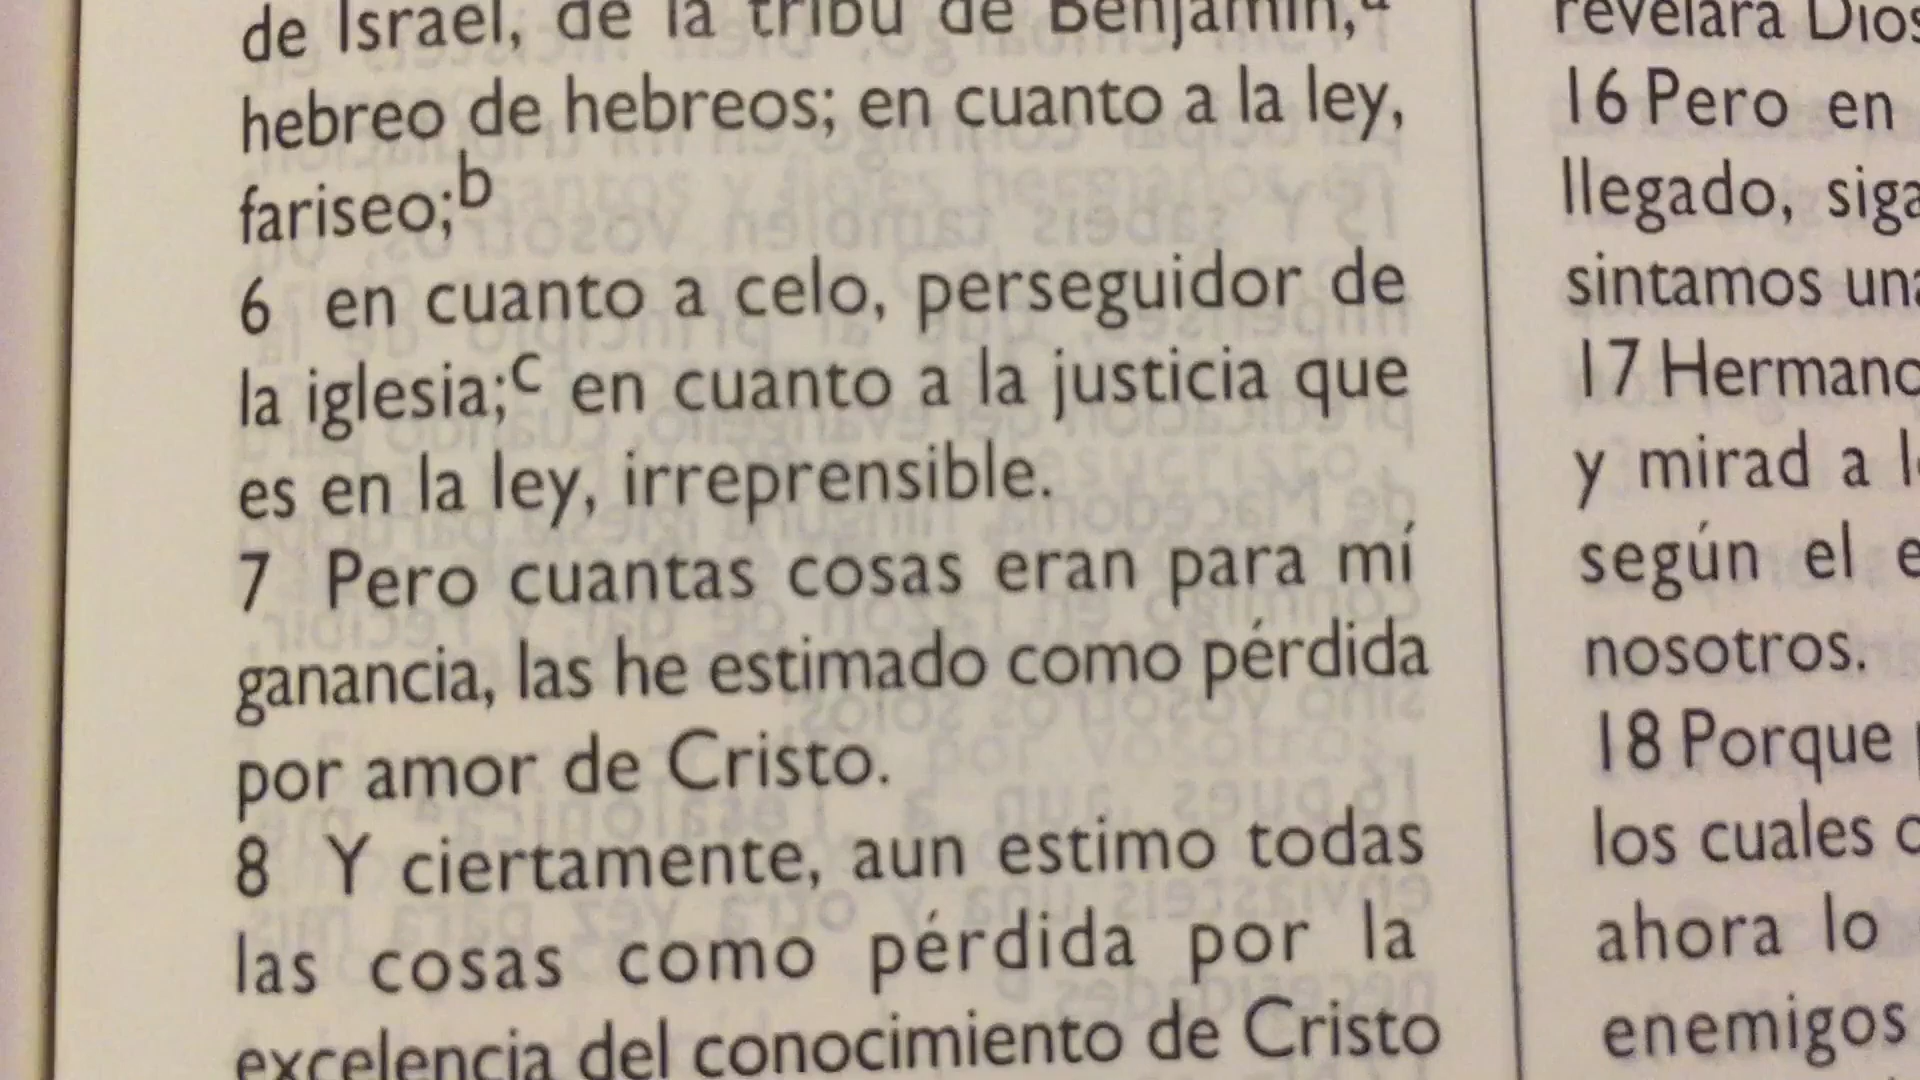 de Israel, de la tribu de Benjamín,a
hebreo de hebreos; en cuanto a la ley,
fariseo;b
6 en cuanto a celo, perseguidor de
la iglesia;c en cuanto a la justicia que
es en la ley, irreprensible.
7 Pero cuantas cosas eran para mí
ganancia, las he estimado como pérdida
por amor de Cristo.
8 Y ciertamente, aun estimo todas
las cosas como pérdida por la
excelencia del conocimiento de Cristo
revelara Dios
16 Pero en
llegado,
sintamos
17
y mirad a
según el
nosotros.
18 Porque
los cuales
ahora lo
enemigos